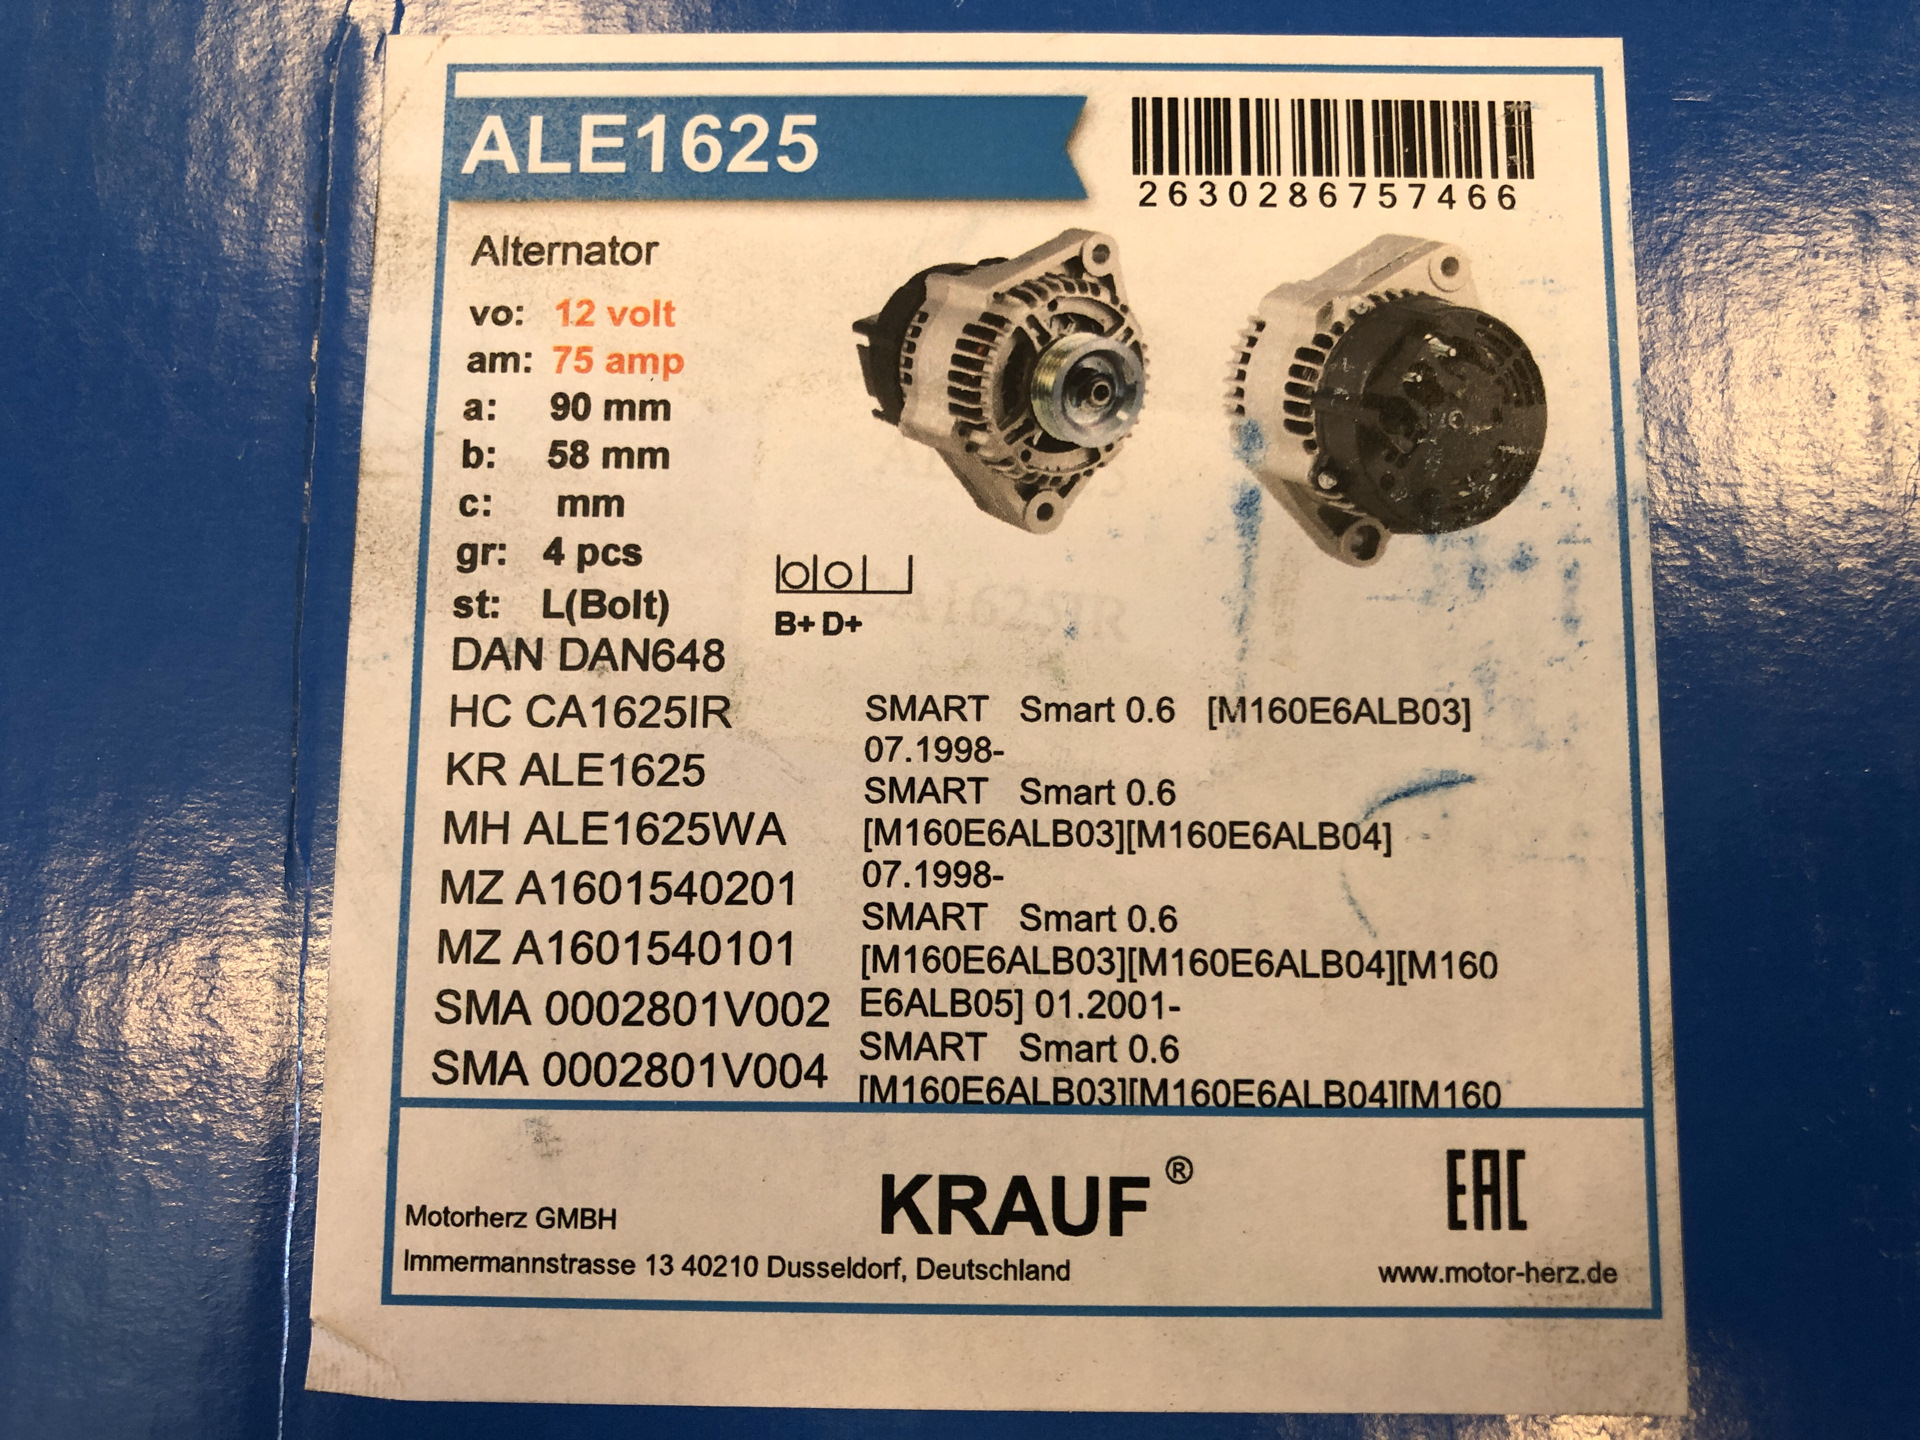 ALE1625
2630286757466
Alternator
vo: 12 volt
am: 75 amp
a: 90 mm
b: 58 mm
c: mm
gr: 4 pcs
st: L(Bolt)
B+ D+
DAN DAN648
HC CA1625IR
KR ALE1625
MH ALE1625WA
MZ A1601540201
MZ A1601540101
SMA 0002801V002
SMA 0002801V004
SMART Smart 0.6 [M160E6ALB03]
07.1998-
SMART Smart 0.6
[M160E6ALB03][M160E6ALB04]
07.1998-
SMART Smart 0.6
[M160E6ALB03][M160E6ALB04][M160
E6ALB05] 01.2001-
SMART Smart 0.6
[M160E6ALB03][M160E6ALB04][M160
Motorherz GMBH
Immermannstrasse 13 40210 Dusseldorf, Deutschland
KRAUF®
EAC
www.motor-herz.de